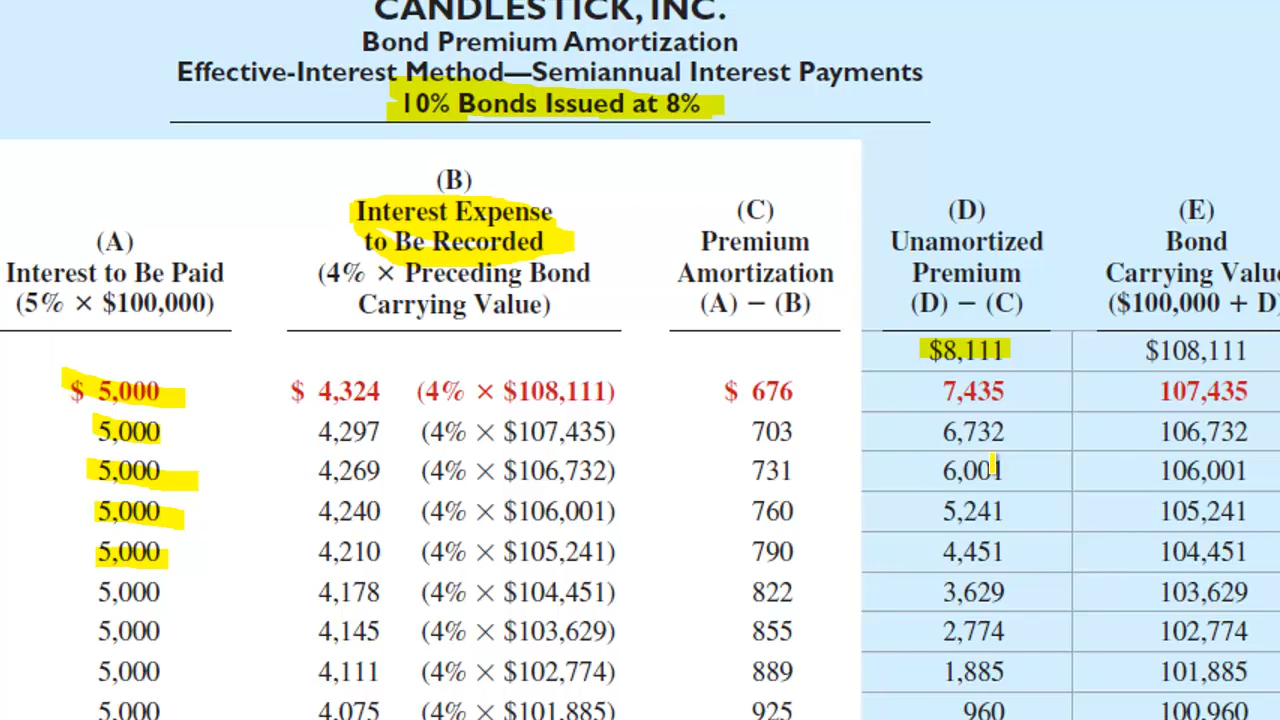 CANDLESTICK, INC.
Bond Premium Amortization
Effective-Interest Method—Semiannual Interest Payments
10% Bonds Issued at 8%
(B)
Interest Expense (C) (D) (E)
(A) to Be Recorded Premium Unamortized Bond
Interest to Be Paid (4% × Preceding Bond Amortization Premium Carrying Valu
(5% × $100,000) Carrying Value) (A) − (B) (D) − (C) ($100,000 + D)
$8,111 $108,111
$ 5,000 $ 4,324 (4% × $108,111) $ 676 7,435 107,435
5,000 4,297 (4% × $107,435) 703 6,732 106,732
5,000 4,269 (4% × $106,732) 731 6,001 106,001
5,000 4,240 (4% × $106,001) 760 5,241 105,241
5,000 4,210 (4% × $105,241) 790 4,451 104,451
5,000 4,178 (4% × $104,451) 822 3,629 103,629
5,000 4,145 (4% × $103,629) 855 2,774 102,774
5,000 4,111 (4% × $102,774) 889 1,885 101,885
5,000 4,075 (4% × $101,885) 925 960 100,960